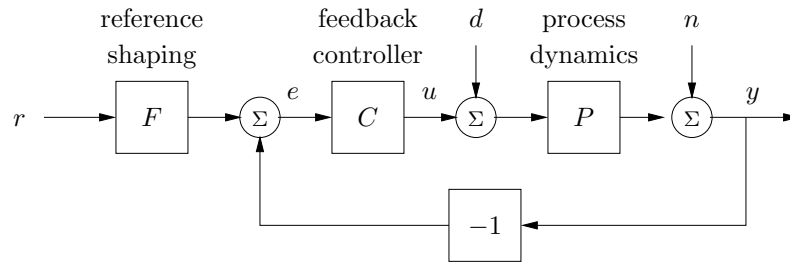 reference
shaping
feedback
controller
d
process
dynamics
n
r
F
Σ
e
C
u
Σ
P
Σ
y
−1